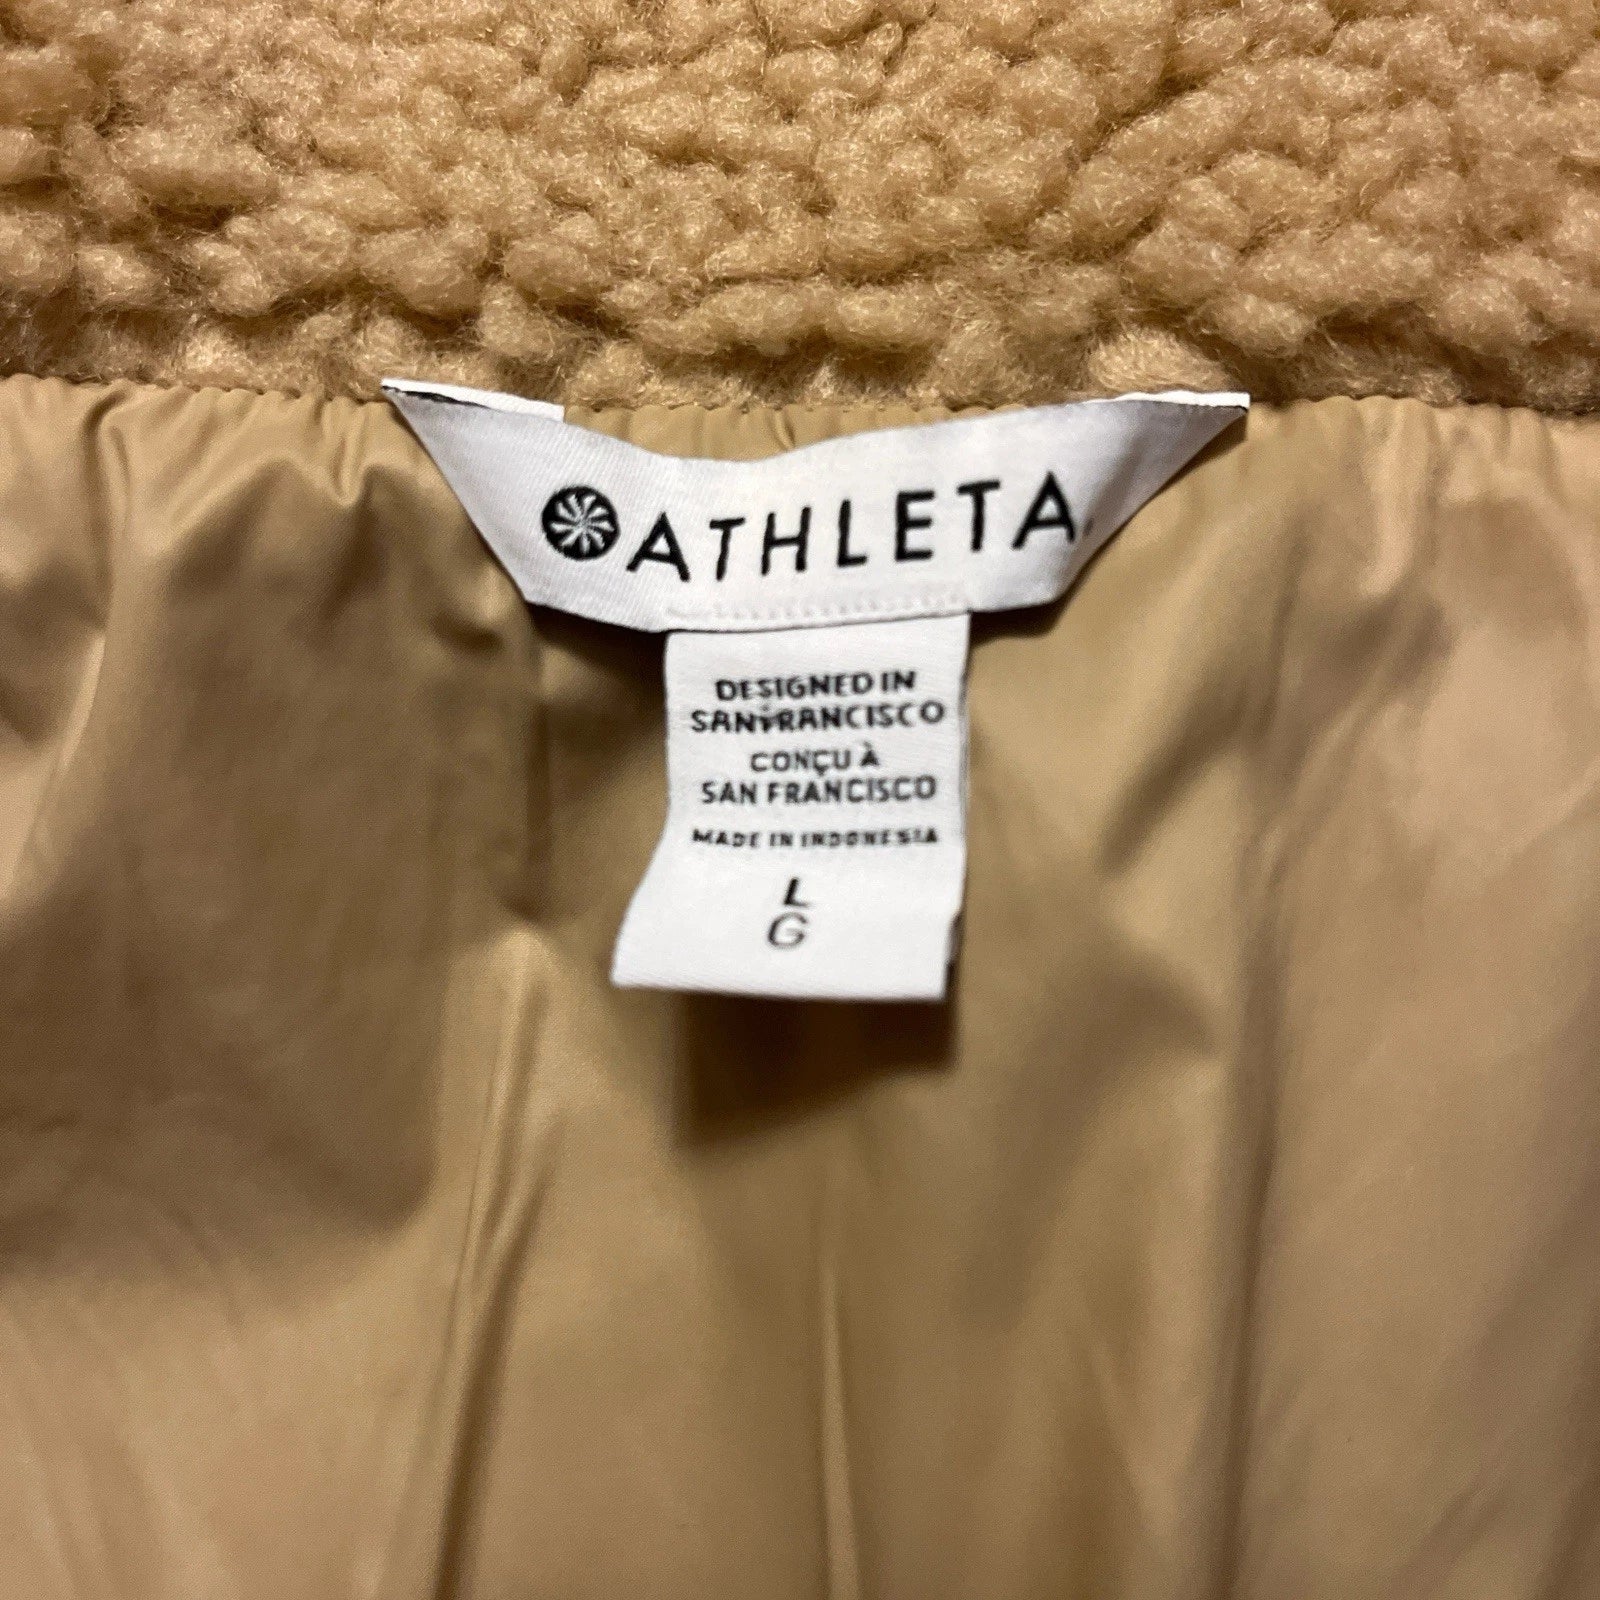 ATHLETA
DESIGNED IN
SAN FRANCISCO
CONÇU À
SAN FRANCISCO
MADE IN INDONESIA
L
G